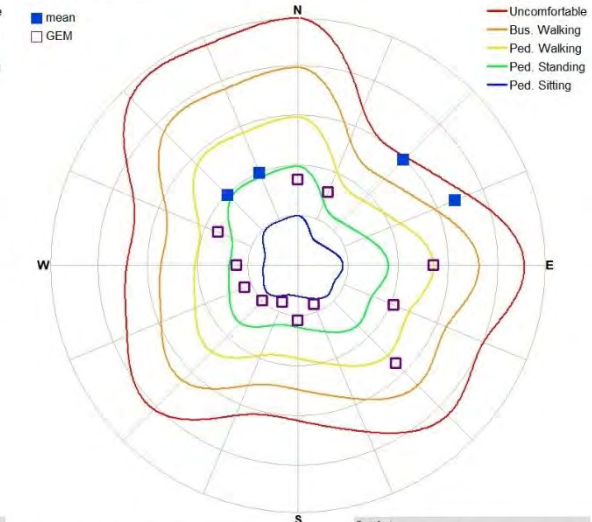 mean
GEM
N
Uncomfortable
Bus. Walking
Ped. Walking
Ped. Standing
Ped. Sitting
W
E
S